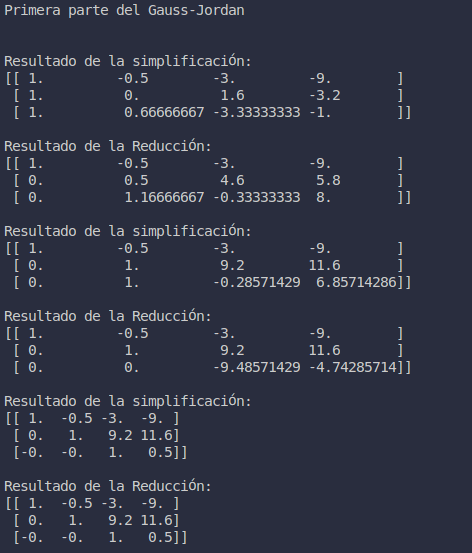 Primera parte del Gauss-Jordan
Resultado de la simplificación:
[[ 1. -0.5 -3. -9. ]
[ 1. 0. 1.6 -3.2 ]
[ 1. 0.66666667 -3.33333333 -1. ]]
Resultado de la Reducción:
[[ 1. -0.5 -3. -9. ]
[ 0. 0.5 4.6 5.8 ]
[ 0. 1.16666667 -0.33333333 8. ]]
Resultado de la simplificación:
[[ 1. -0.5 -3. -9. ]
[ 0. 1. 9.2 11.6 ]
[ 0. 1. -0.28571429 6.85714286]]
Resultado de la Reducción:
[[ 1. -0.5 -3. -9. ]
[ 0. 1. 9.2 11.6 ]
[ 0. 0. -9.48571429 -4.74285714]]
Resultado de la simplificación:
[[ 1. -0.5 -3. -9. ]
[ 0. 1. 9.2 11.6]
[-0. -0. 1. 0.5]]
Resultado de la Reducción:
[[ 1. -0.5 -3. -9. ]
[ 0. 1. 9.2 11.6]
[-0. -0. 1. 0.5]]